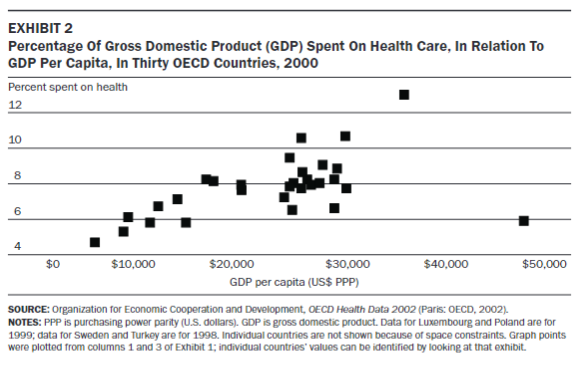 EXHIBIT 2
Percentage Of Gross Domestic Product (GDP) Spent On Health Care, In Relation To
GDP Per Capita, In Thirty OECD Countries, 2000
Percent spent on health
12
10
8
6
4
$0 $10,000 $20,000 $30,000 $40,000 $50,000
GDP per capita (US$ PPP)
SOURCE: Organization for Economic Cooperation and Development, OECD Health Data 2002 (Paris: OECD, 2002).
NOTES: PPP is purchasing power parity (U.S. dollars). GDP is gross domestic product. Data for Luxembourg and Poland are for
1999; data for Sweden and Turkey are for 1998. Individual countries are not shown because of space constraints. Graph points
were plotted from columns 1 and 3 of Exhibit 1; individual countries' values can be identified by looking at that exhibit.